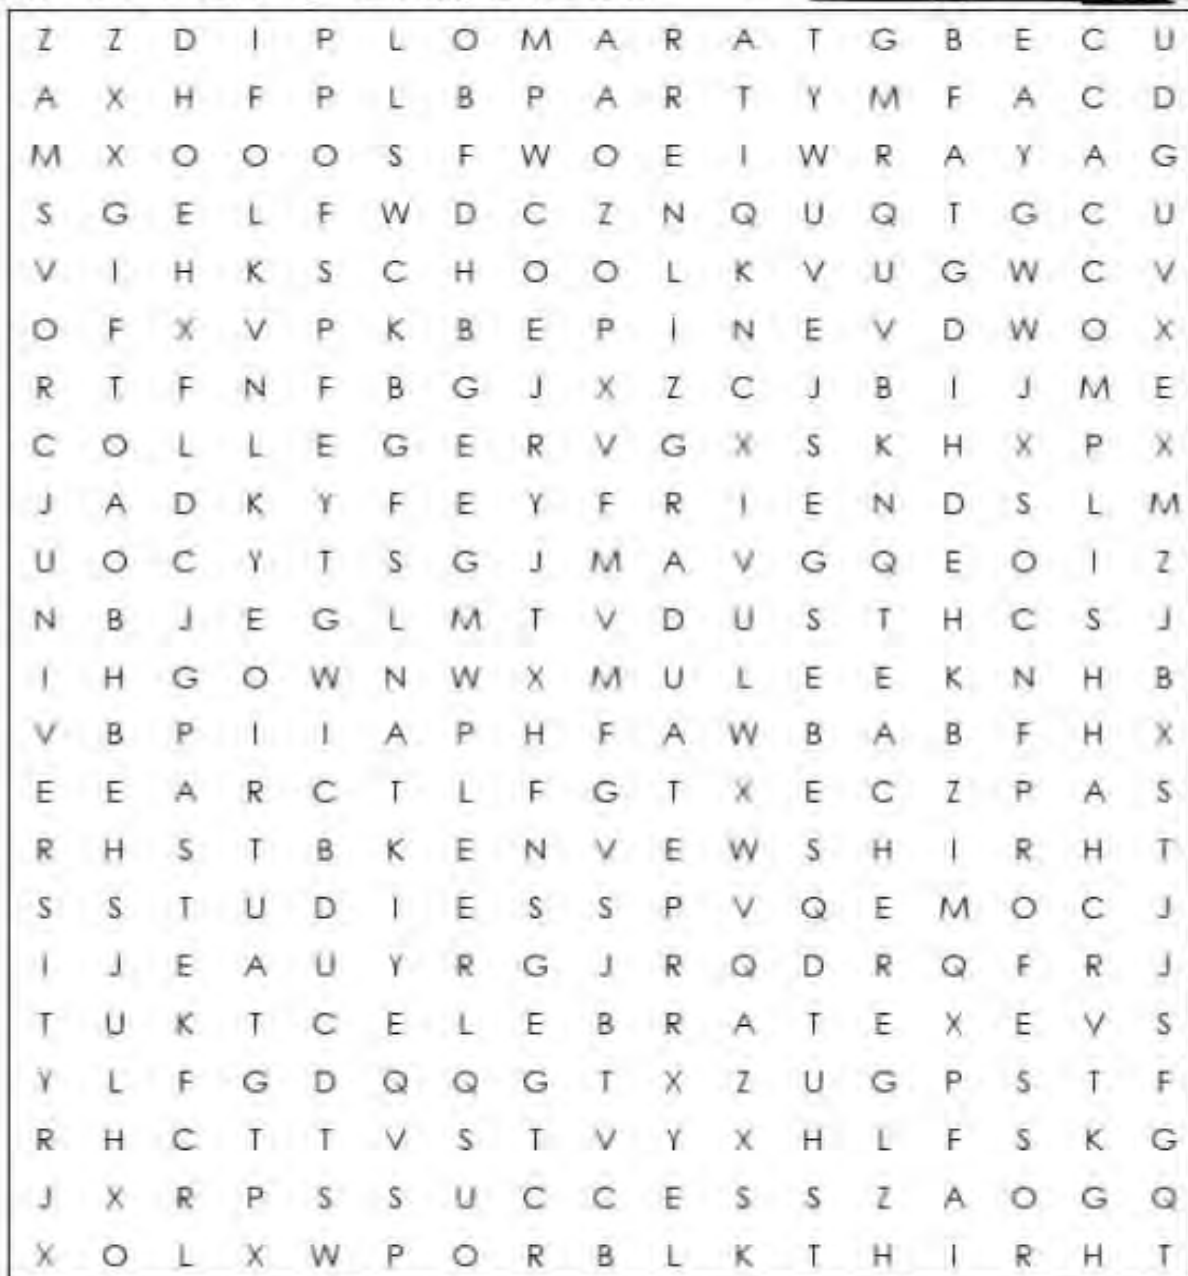 Z Z D I P L O M A R A T G B E C U
A X H F P L B P A R T Y M F A C D
M X O O O S F W O E I W R A Y A G
S G E L F W D C Z N Q U Q T G C U
V I H K S C H O O L K V U G W C V
O F X V P K B E P I N E V D W O X
R T F N F B G J X Z C J B I J M E
C O L L E G E R V G X S K H X P X
J A D K Y F E Y F R I E N D S L M
U O C Y T S G J M A V G Q E O I Z
N B J E G L M T V D U S T H C S J
I H G O W N W X M U L E E K N H B
V B P I I A P H F A W B A B F H X
E E A R C T L F G T X E C Z P A S
R H S T B K E N V E W S H I R H T
S S T U D I E S S P V Q E M O C J
I J E A U Y R G J R Q D R Q F R J
T U K T C E L E B R A T E X E V S
Y L F G D Q Q G T X Z U G P S T F
R H C T T V S T V Y X H L F S K G
J X R P S S U C C E S S Z A O G Q
X O L X W P O R B L K T H I R H T